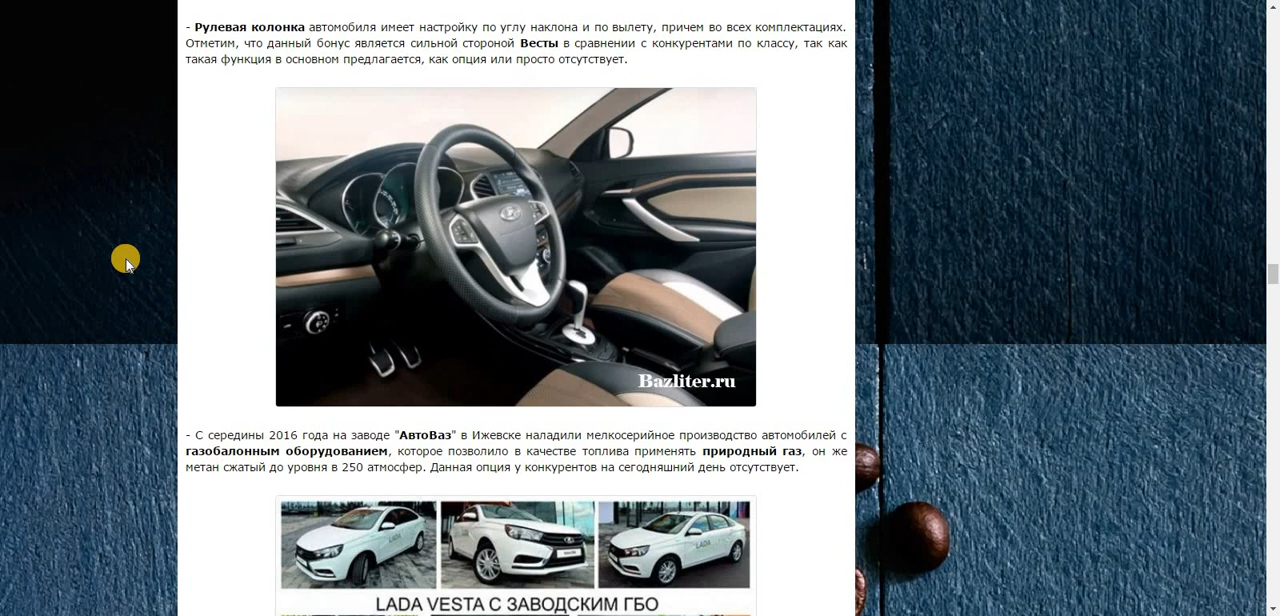 - Рулевая колонка автомобиля имеет настройку по углу наклона и по вылету, причем во всех комплектациях.
Отметим, что данный бонус является сильной стороной Весты в сравнении с конкурентами по классу, так как
такая функция в основном предлагается, как опция или просто отсутствует.
Bazliter.ru
- С середины 2016 года на заводе "АвтоВаз" в Ижевске наладили мелкосерийное производство автомобилей с
газобалонным оборудованием, которое позволило в качестве топлива применять природный газ, он же
метан сжатый до уровня в 250 атмосфер. Данная опция у конкурентов на сегодняшний день отсутствует.
LADA
LADA VESTA С ЗАВОДСКИМ ГБО